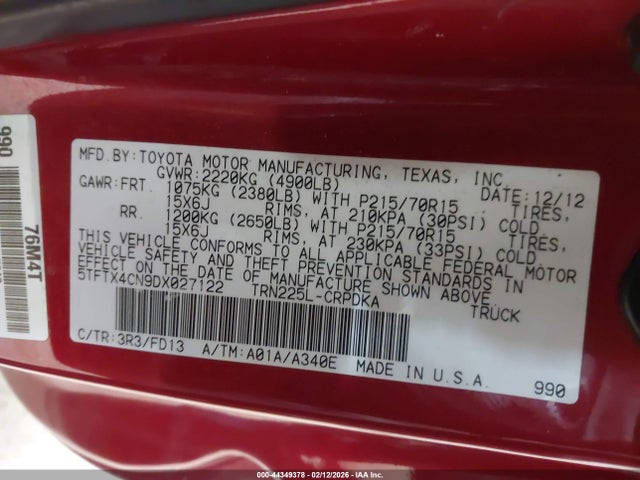 MFD.BY:TOYOTA MOTOR MANUFACTURING, TEXAS, INC.
GVWR:2220KG (4900LB) DATE:12/12
GAWR:FRT. 1075KG (2380LB) WITH P215/70R15 TIRES,
15X6J RIMS, AT 210KPA (30PSI) COLD
RR. 1200KG (2650LB) WITH P215/70R15 TIRES,
15X6J RIMS, AT 230KPA (33PSI) COLD
THIS VEHICLE CONFORMS TO ALL APPLICABLE FEDERAL MOTOR
VEHICLE SAFETY AND THEFT PREVENTION STANDARDS IN
EFFECT ON THE DATE OF MANUFACTURE SHOWN ABOVE.
5TFTX4CN9DX027122 TRN225L-CRPDKA TRUCK
C/TR:3R3/FD13 A/TM:A01A/A340E MADE IN U.S.A. 990
990
76M4T
000-44349378 - 02/12/2026 - COPART